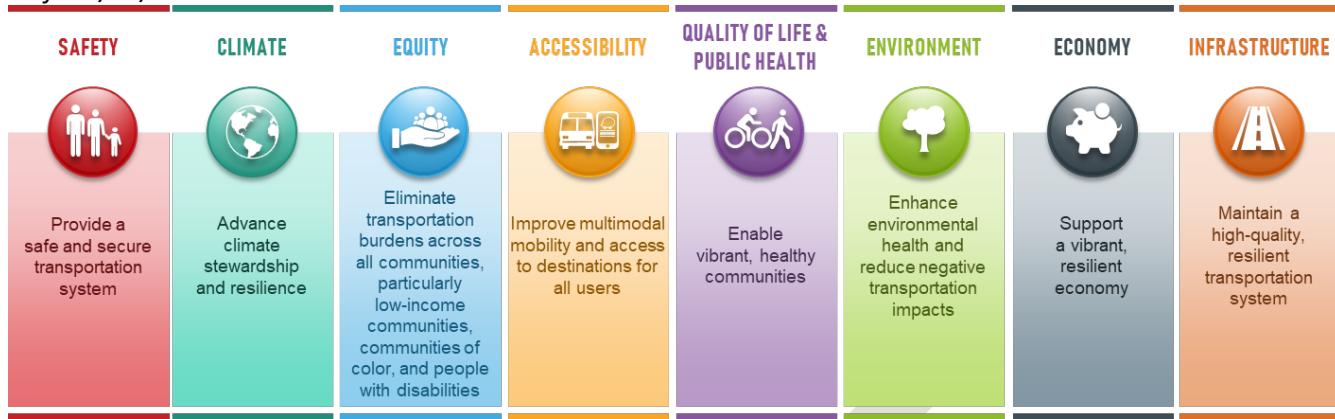 SAFETY
Provide a
safe and secure
transportation
system
CLIMATE
Advance
climate
stewardship
and resilience
EQUITY
Eliminate
transportation
burdens across
all communities,
particularly
low-income
communities,
communities of
color, and people
with disabilities
ACCESSIBILITY
Improve multimodal
mobility and access
to destinations for
all users
QUALITY OF LIFE &
PUBLIC HEALTH
Enable
vibrant, healthy
communities
ENVIRONMENT
Enhance
environmental
health and
reduce negative
transportation
impacts
ECONOMY
Support
a vibrant,
resilient
economy
INFRASTRUCTURE
Maintain a
high-quality,
resilient
transportation
system